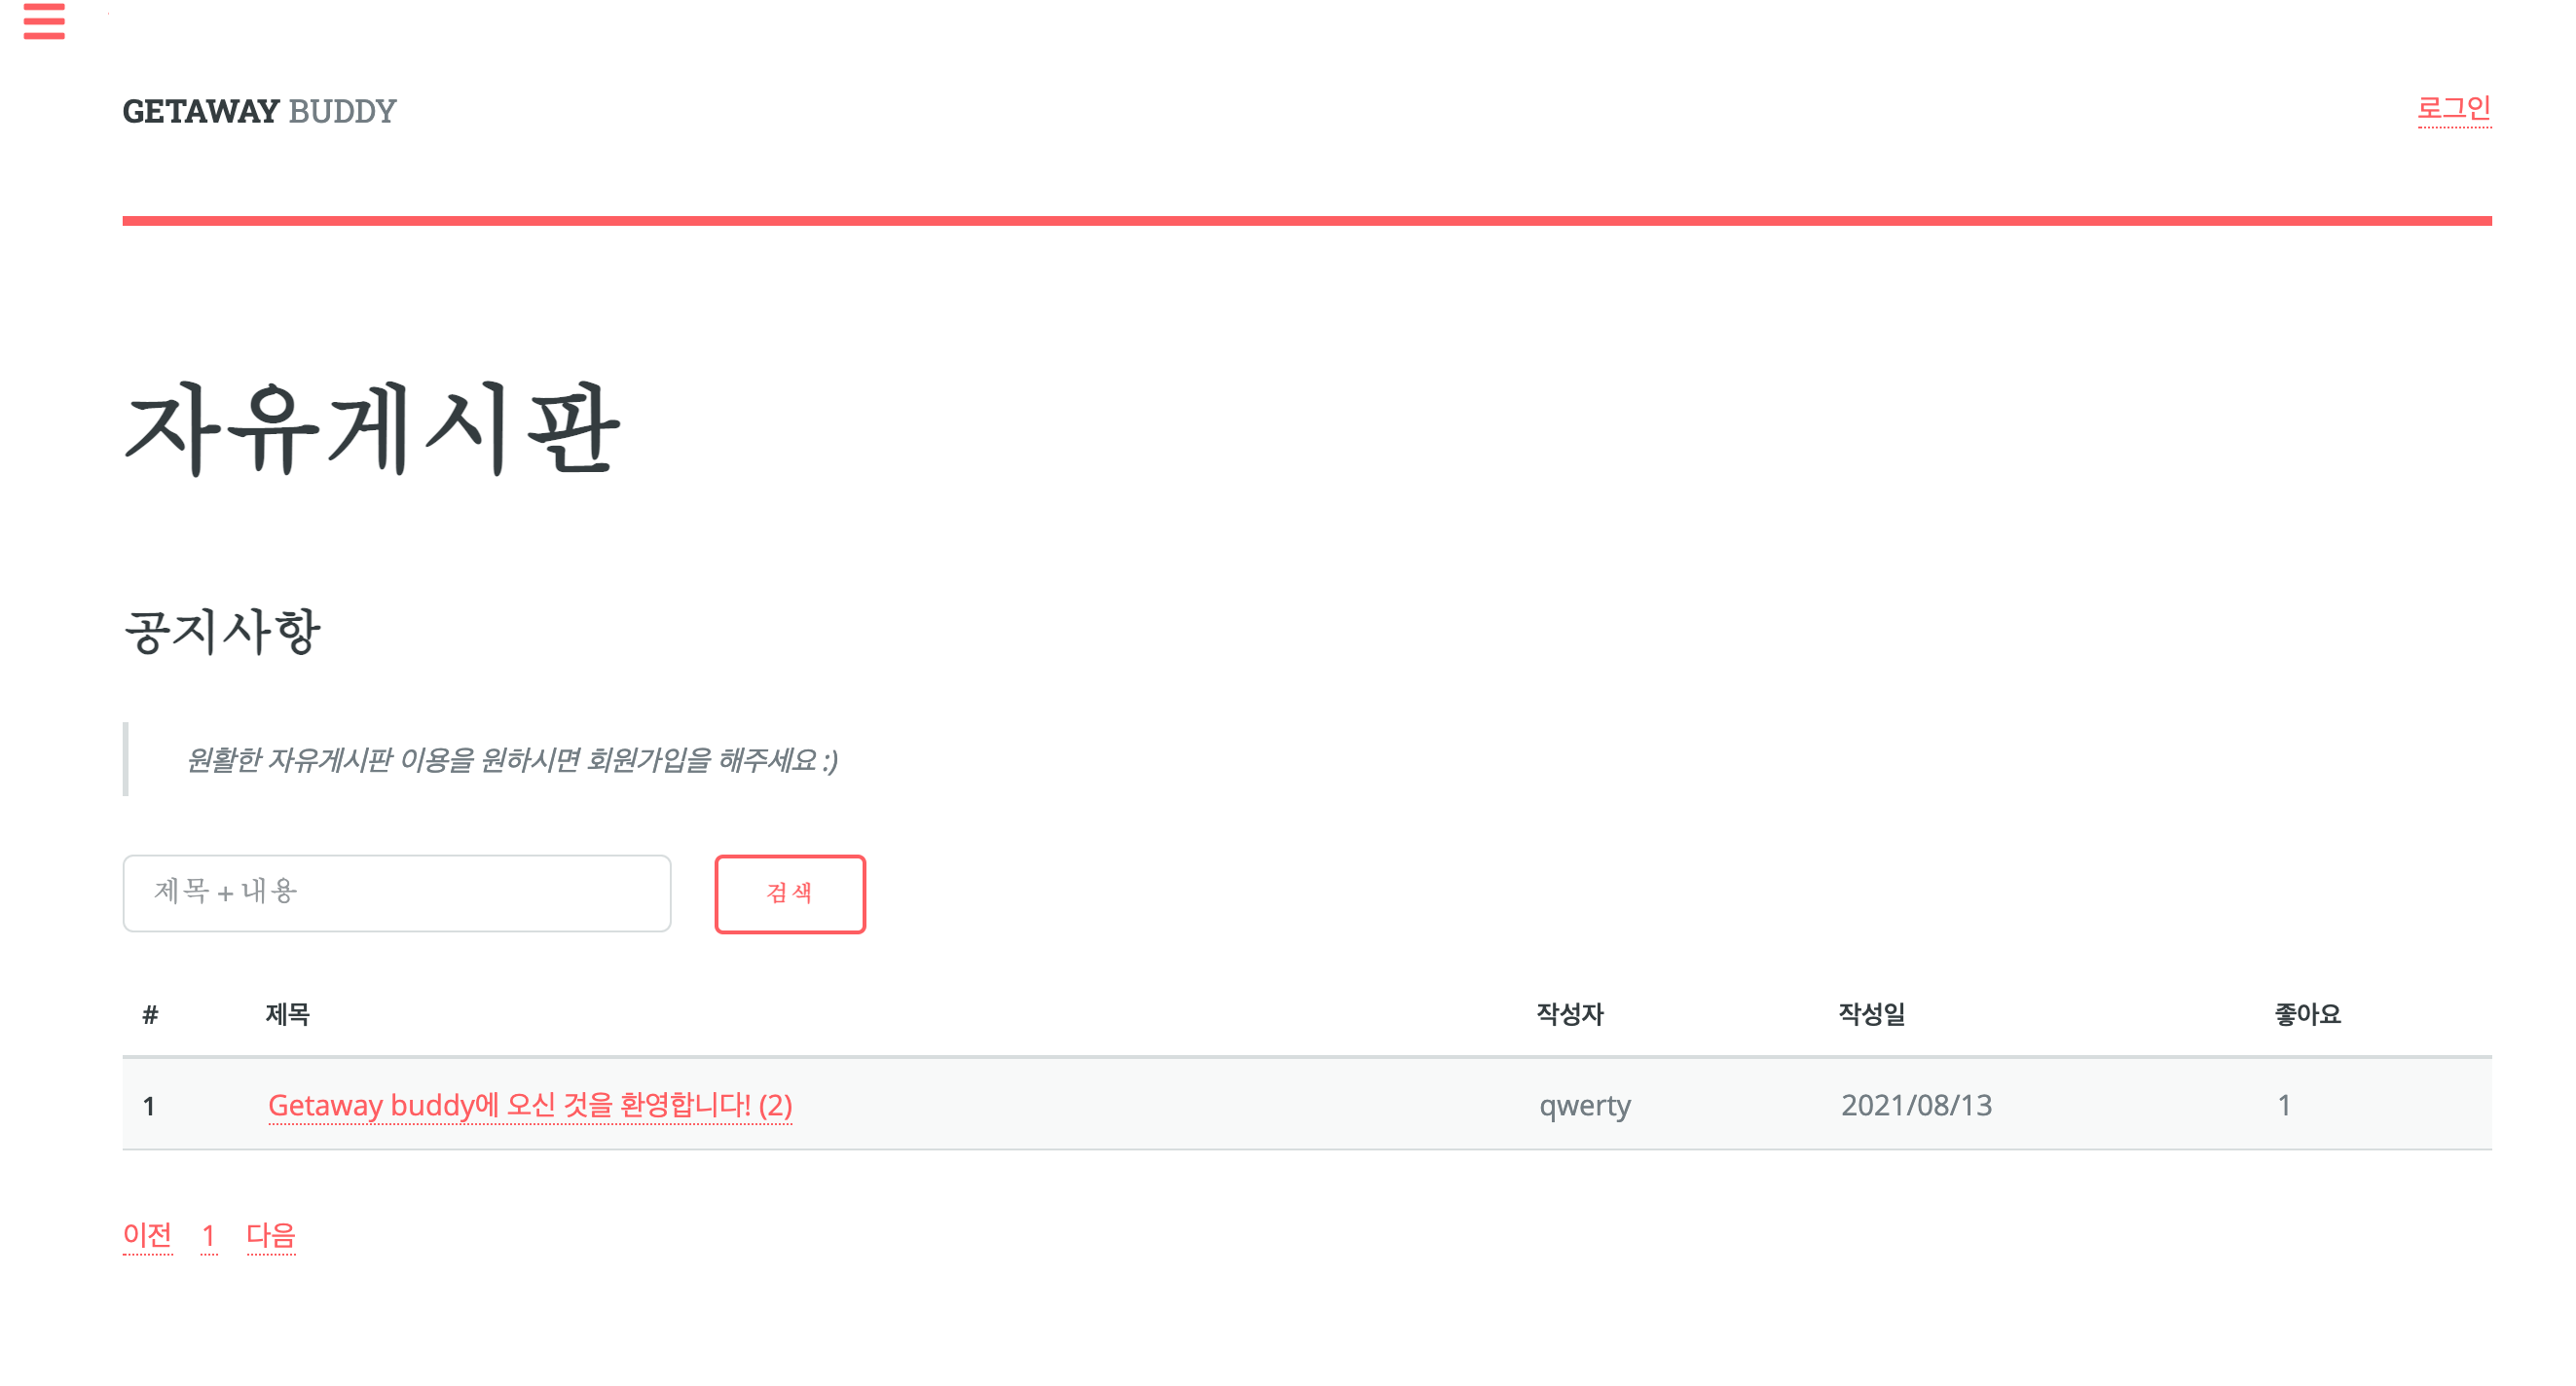 GETAWAY BUDDY 로그인
자유게시판
공지사항
원활한 자유게시판 이용을 원하시면 회원가입을 해주세요 :)
제목 + 내용 검색
# 제목 작성자 작성일 좋아요
1 Getaway buddy에 오신 것을 환영합니다! (2) qwerty 2021/08/13 1
이전 1 다음